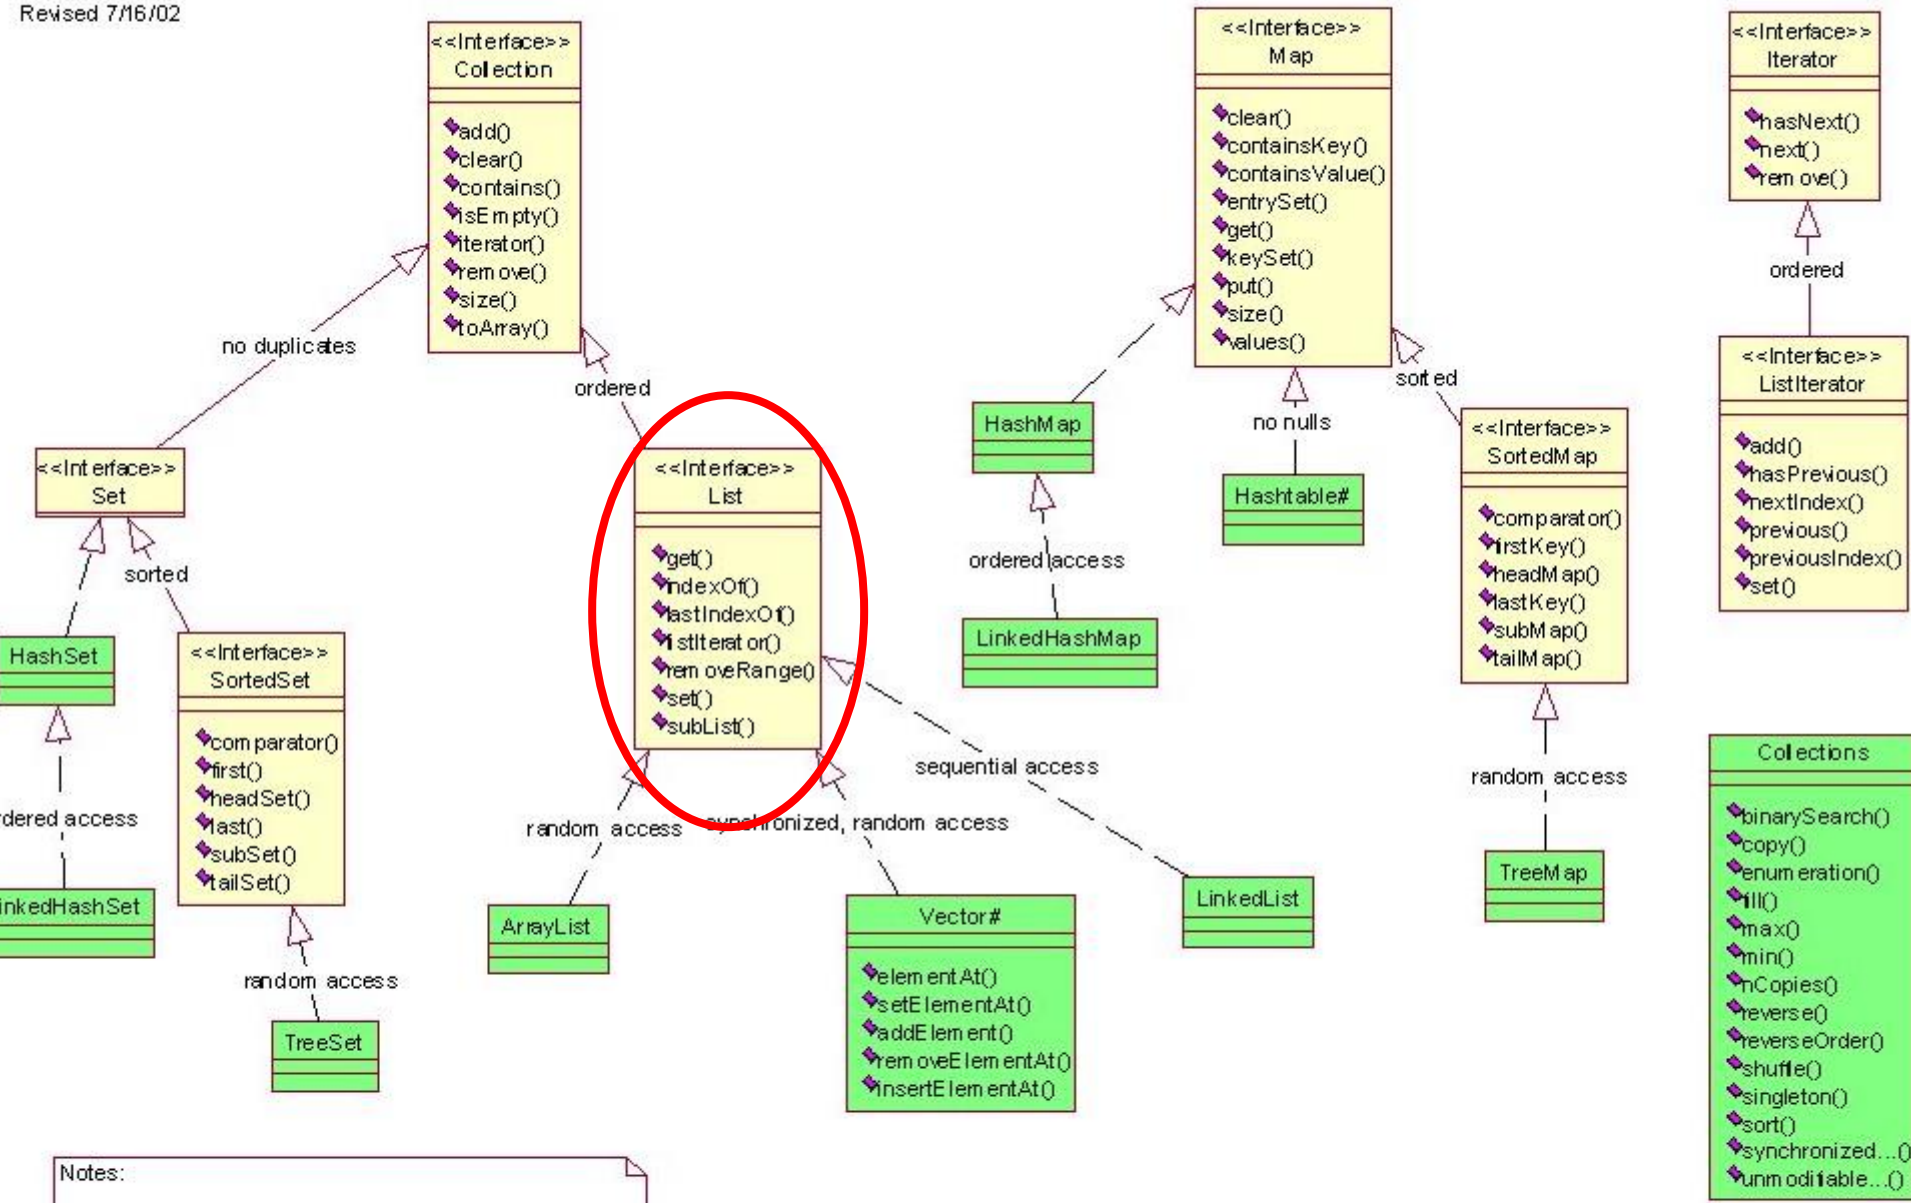 Revised 7/16/02
<<Interface>>
Collection
add()
clear()
contains()
isEmpty()
iterator()
remove()
size()
toArray()
no duplicates
ordered
<<Interface>>
Set
sorted
HashSet
<<Interface>>
SortedSet
comparator()
first()
headSet()
last()
subSet()
tailSet()
access
random access
TreeSet
<<Interface>>
List
get()
indexOf()
lastIndexOf()
listIterator()
removeRange()
set()
subList()
random access
synchronized, random access
sequential access
ArrayList
Vector#
elementAt()
setElementAt()
addElement()
removeElementAt()
insertElementAt()
LinkedList
<<Interface>>
Map
clear()
containsKey()
containsValue()
entrySet()
get()
keySet()
put()
size()
values()
HashMap
ordered access
LinkedHashMap
no nulls
Hashtable#
sorted
<<Interface>>
SortedMap
comparator()
firstKey()
headMap()
lastKey()
subMap()
tailMap()
random access
TreeMap
<<Interface>>
Iterator
hasNext()
next()
remove()
ordered
<<Interface>>
ListIterator
add()
hasPrevious()
nextIndex()
previous()
previousIndex()
set()
Collections
binarySearch()
copy()
enumeration()
fill()
max()
min()
nCopies()
reverse()
reverseOrder()
shuffle()
singleton()
sort()
synchronized...()
unmodifiable...()
Notes: